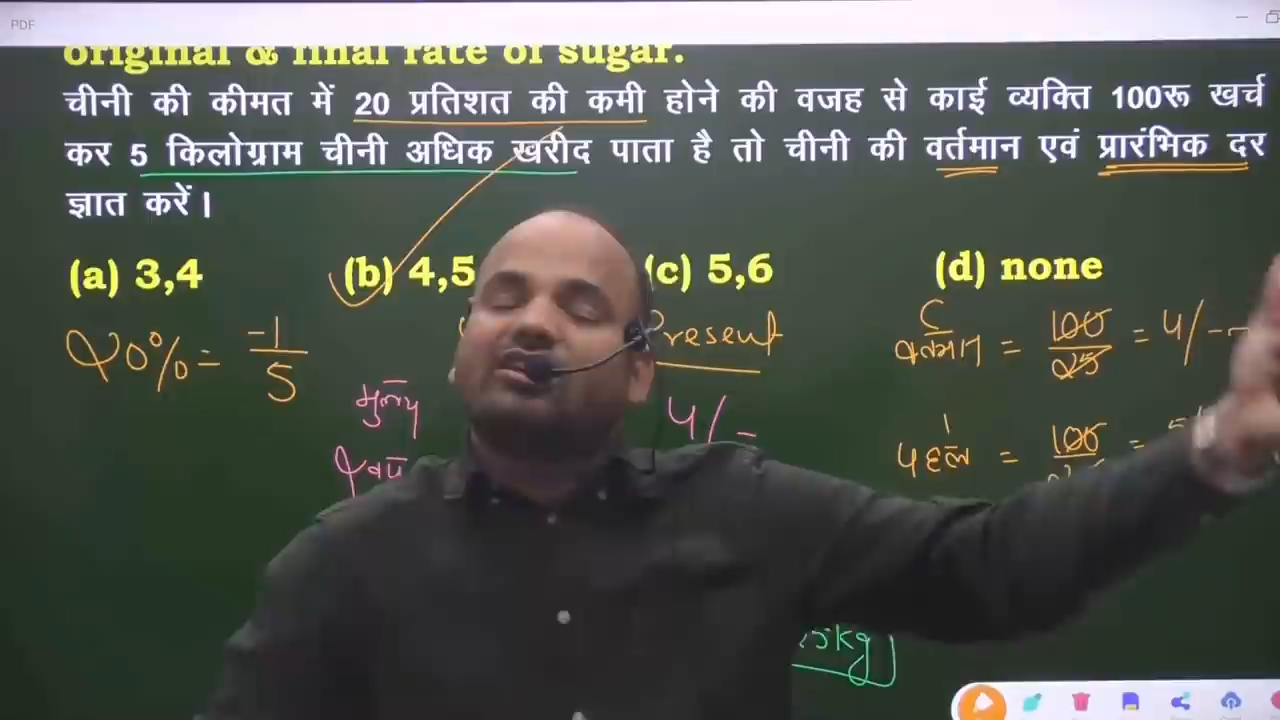 PDF
original & final rate of sugar.
चीनी की कीमत में 20 प्रतिशत की कमी होने की वजह से काई व्यक्ति 100रू खर्च
कर 5 किलोग्राम चीनी अधिक खरीद पाता है तो चीनी की वर्तमान एवं प्रारंभिक दर
ज्ञात करें।
(a) 3,4 (b) 4,5 (c) 5,6 (d) none
20% = -1/5
Present
वर्तमान = 100/25 = 4/-
मुल्य 4/-
पहले = 100
25kg